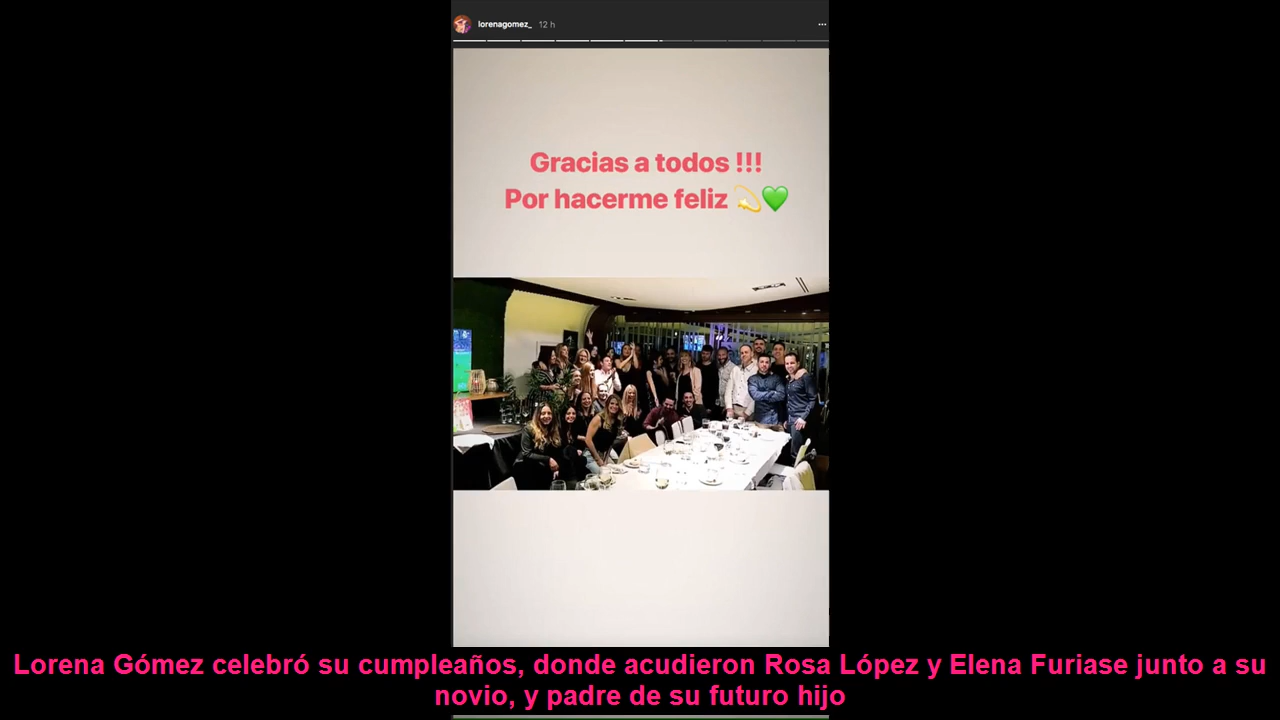 lorenagomez_ 12 h
Gracias a todos !!!
Por hacerme feliz 💫💚
Lorena Gómez celebró su cumpleaños, donde acudieron Rosa López y Elena Furiase junto a su
novio, y padre de su futuro hijo